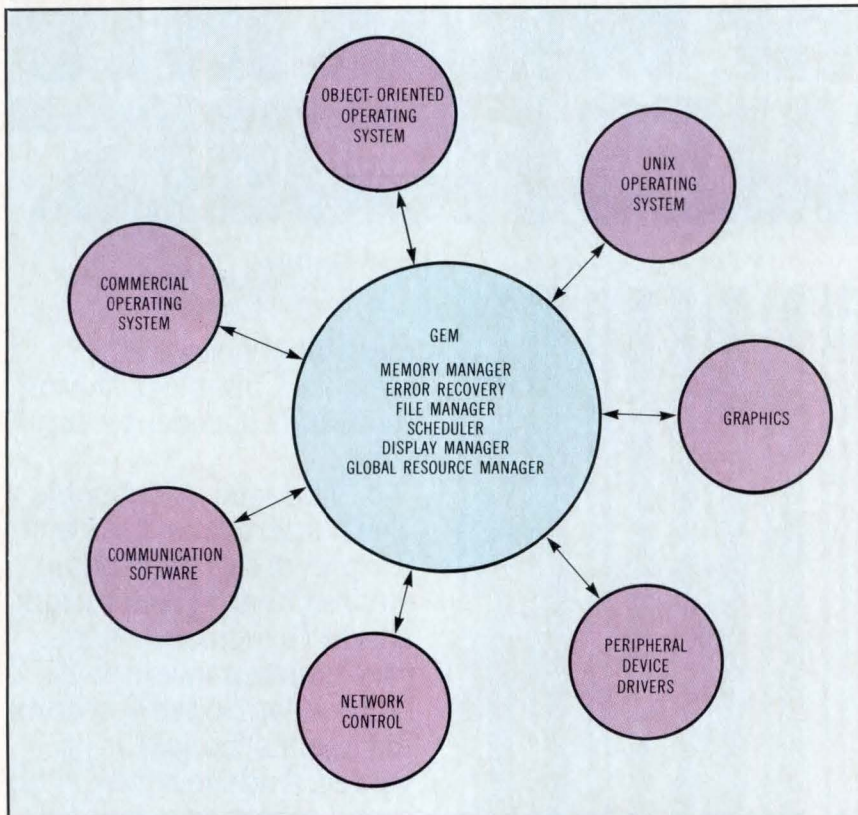 OBJECT-ORIENTED
OPERATING
SYSTEM
UNIX
OPERATING
SYSTEM
COMMERCIAL
OPERATING
SYSTEM
GEM
MEMORY MANAGER
ERROR RECOVERY
FILE MANAGER
SCHEDULER
DISPLAY MANAGER
GLOBAL RESOURCE MANAGER
GRAPHICS
COMMUNICATION
SOFTWARE
PERIPHERAL
DEVICE
DRIVERS
NETWORK
CONTROL